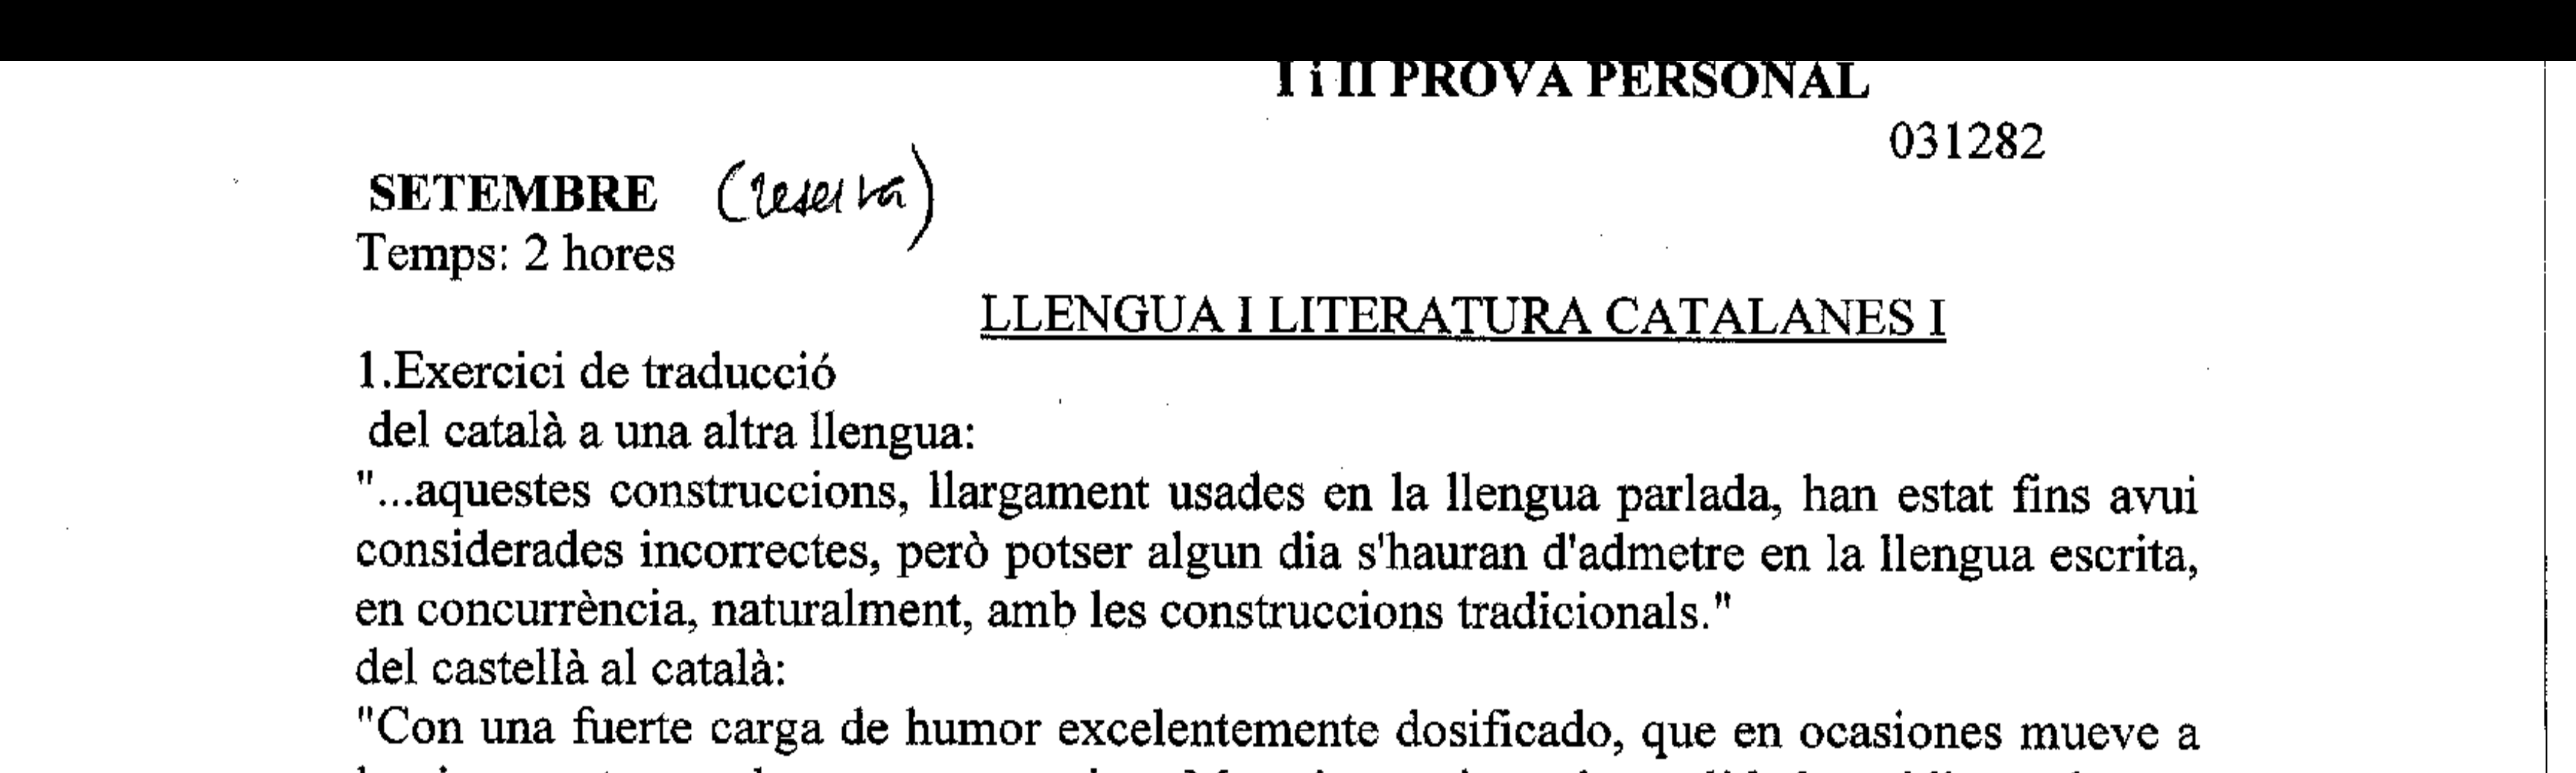 I i II PROVA PERSONAL
031282
SETEMBRE (reserva)
Temps: 2 hores
LLENGUA I LITERATURA CATALANES I
1.Exercici de traducció
del català a una altra llengua:
"...aquestes construccions, llargament usades en la llengua parlada, han estat fins avui
considerades incorrectes, però potser algun dia s'hauran d'admetre en la llengua escrita,
en concurrència, naturalment, amb les construccions tradicionals."
del castellà al català:
"Con una fuerte carga de humor excelentemente dosificado, que en ocasiones mueve a